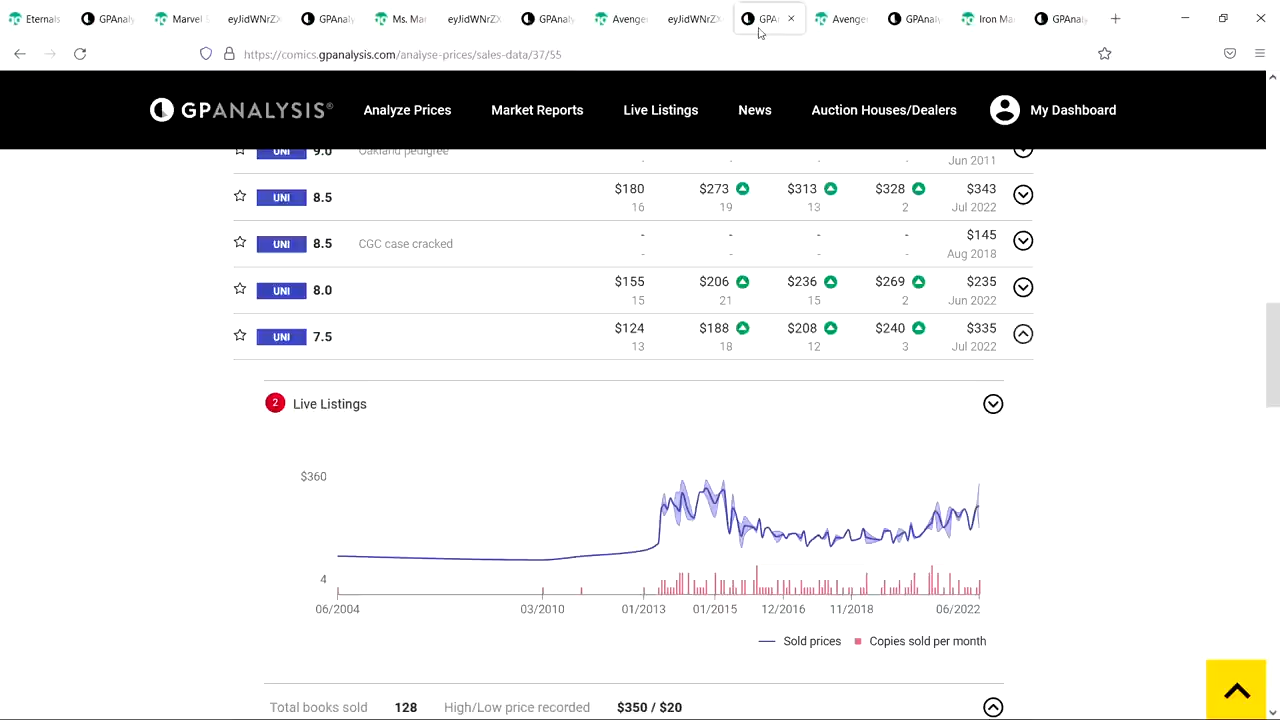 Eternals GPAnaly Marvel eyJidWNrZX GPAnaly Ms. Mar eyJidWNrZX GPAnaly Avenge eyJidWNrZX GPA Avenge GPAnaly Iron Ma GPAnaly
https://comics.gpanalysis.com/analyse-prices/sales-data/37/55
GPANALYSIS® Analyze Prices Market Reports Live Listings News Auction Houses/Dealers My Dashboard
UNI 9.0 Oakland pedigree - - - - Jun 2011
UNI 8.5 $180 $273 $313 $328 $343
16 19 13 2 Jul 2022
UNI 8.5 CGC case cracked - - - - $145
- - - - Aug 2018
UNI 8.0 $155 $206 $236 $269 $235
15 21 15 2 Jun 2022
UNI 7.5 $124 $188 $208 $240 $335
13 18 12 3 Jul 2022
2 Live Listings
$360
4
06/2004 03/2010 01/2013 01/2015 12/2016 11/2018 06/2022
Sold prices Copies sold per month
Total books sold 128 High/Low price recorded $350 / $20